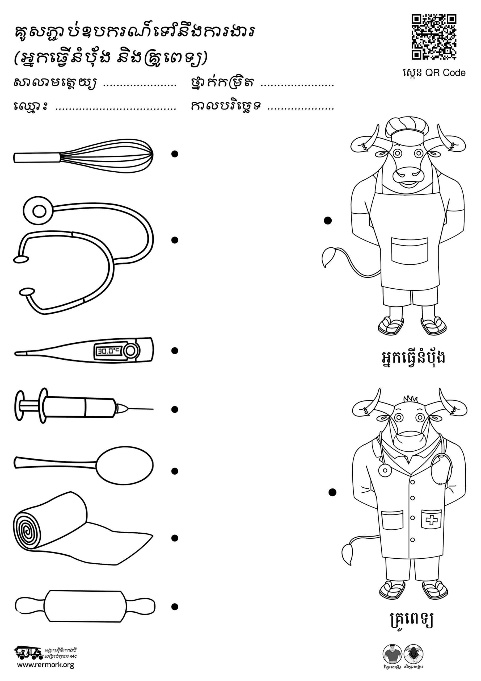 គូសភ្ជាប់ឧបករណ៍ទៅនឹងការងារ
(អ្នកធ្វើនំបុ័ង និងគ្រូពេទ្យ)
ស្កេន QR Code
សាលាមត្តេយ្យ ................... ថ្នាក់កម្រិត ...................
ឈ្មោះ ................................ កាលបរិច្ឆេទ .................
អ្នកធ្វើនំបុ័ង
30.0°C
គ្រូពេទ្យ
www.rermork.org